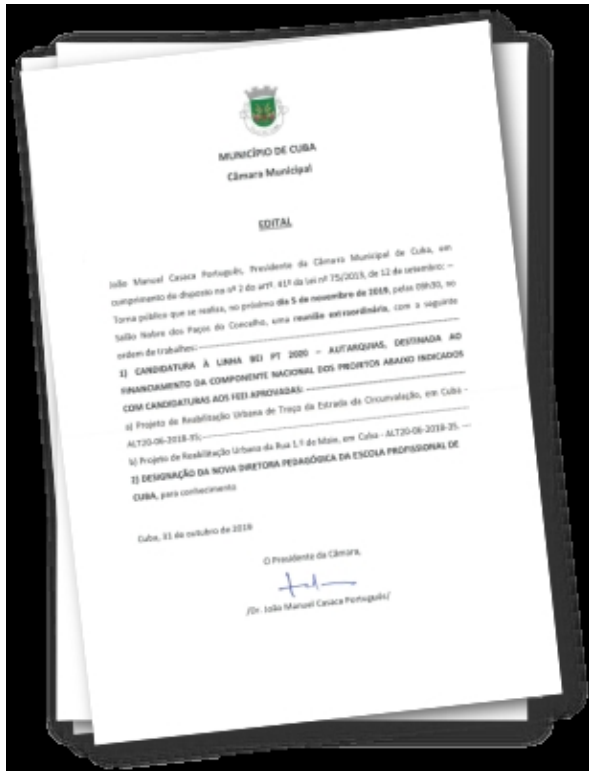 MUNICÍPIO DE CUBA
Câmara Municipal
EDITAL
João Manuel Casaca Português, Presidente da Câmara Municipal de Cuba, em
cumprimento do disposto no nº 2 do artº. 41º da lei nº 75/2013, de 12 de setembro: --
Torna público que se realiza, no próximo dia 5 de novembro de 2019, pelas 09h30, no
Salão Nobre dos Paços do Concelho, uma reunião extraordinária, com a seguinte
ordem de trabalhos:
1) CANDIDATURA À LINHA BEI PT 2020 – AUTARQUIAS, DESTINADA AO
FINANCIAMENTO DA COMPONENTE NACIONAL DOS PROJETOS ABAIXO INDICADOS
COM CANDIDATURAS AOS FEEI APROVADAS:
a) Projeto de Reabilitação Urbana de Troço da Estrada da Circunvalação, em Cuba -
ALT20-06-2018-35;
b) Projeto de Reabilitação Urbana da Rua 1.º de Maio, em Cuba - ALT20-06-2018-35. ---
2) DESIGNAÇÃO DA NOVA DIRETORA PEDAGÓGICA DA ESCOLA PROFISSIONAL DE
CUBA, para conhecimento
Cuba, 31 de outubro de 2019
O Presidente da Câmara,
/Dr. João Manuel Casaca Português/